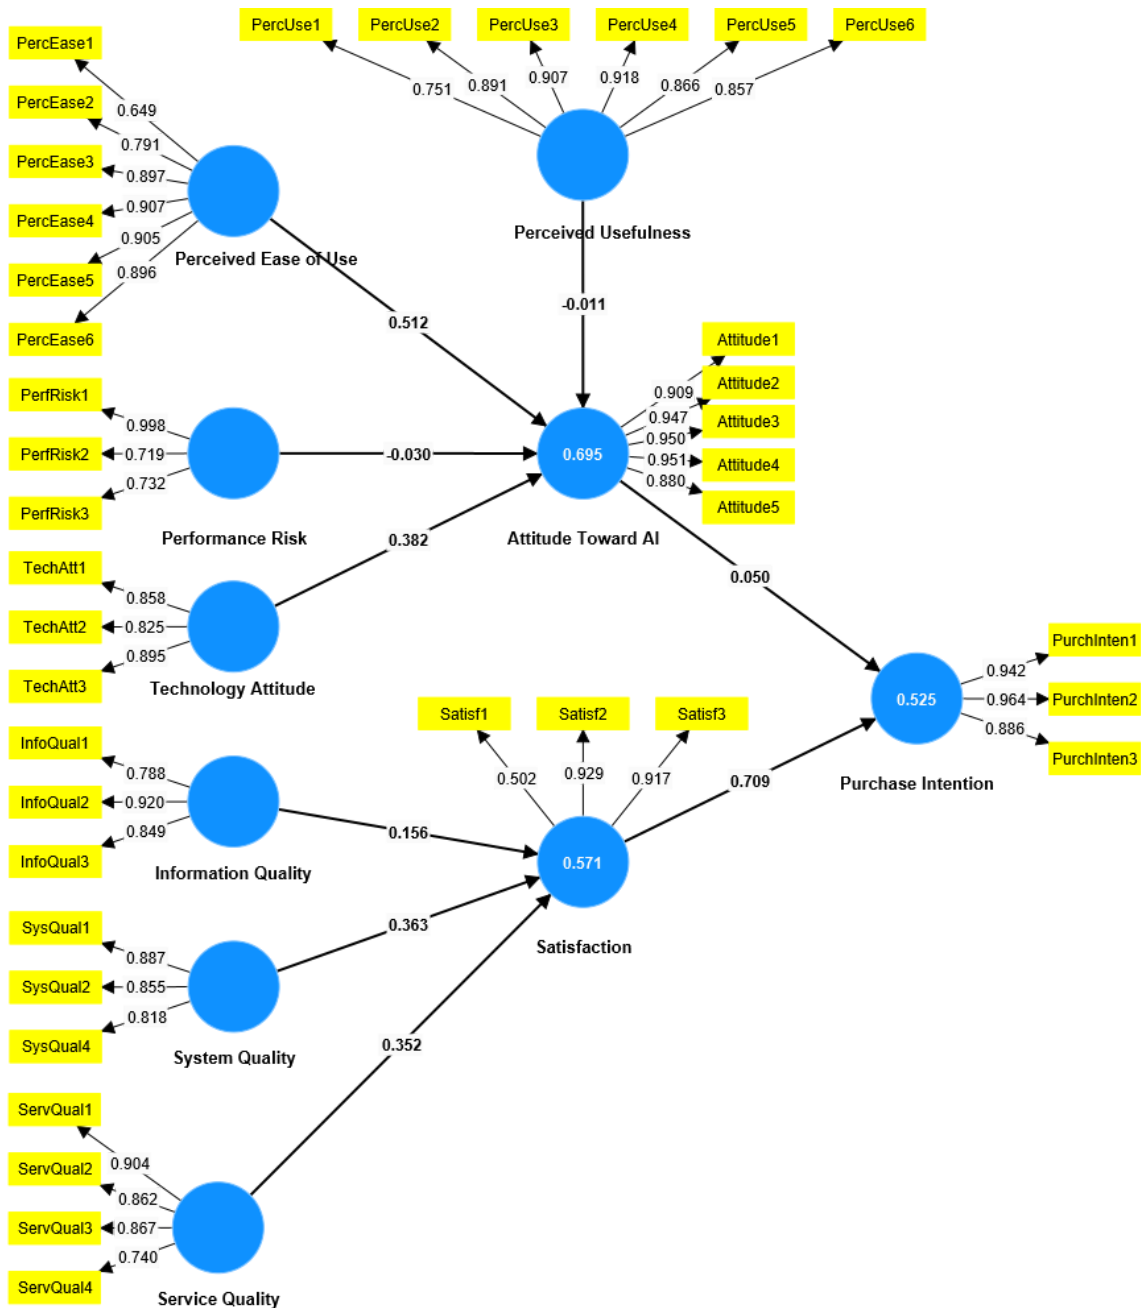 PercUse1
PercUse2
PercUse3
PercUse4
PercUse5
PercUse6
0.751
0.891
0.907
0.918
0.866
0.857
Perceived Usefulness
-0.011
PercEase1
PercEase2
PercEase3
PercEase4
PercEase5
PercEase6
0.649
0.791
0.897
0.907
0.905
0.896
Perceived Ease of Use
0.512
PerfRisk1
PerfRisk2
PerfRisk3
0.998
0.719
0.732
Performance Risk
-0.030
TechAtt1
TechAtt2
TechAtt3
0.858
0.825
0.895
Technology Attitude
0.382
Attitude1
Attitude2
Attitude3
Attitude4
Attitude5
0.909
0.947
0.950
0.951
0.880
0.695
Attitude Toward AI
0.050
InfoQual1
InfoQual2
InfoQual3
0.788
0.920
0.849
Information Quality
0.156
SysQual1
SysQual2
SysQual4
0.887
0.855
0.818
System Quality
0.363
ServQual1
ServQual2
ServQual3
ServQual4
0.904
0.862
0.867
0.740
Service Quality
0.352
Satisf1
Satisf2
Satisf3
0.502
0.929
0.917
0.571
Satisfaction
0.709
PurchInten1
PurchInten2
PurchInten3
0.942
0.964
0.886
0.525
Purchase Intention